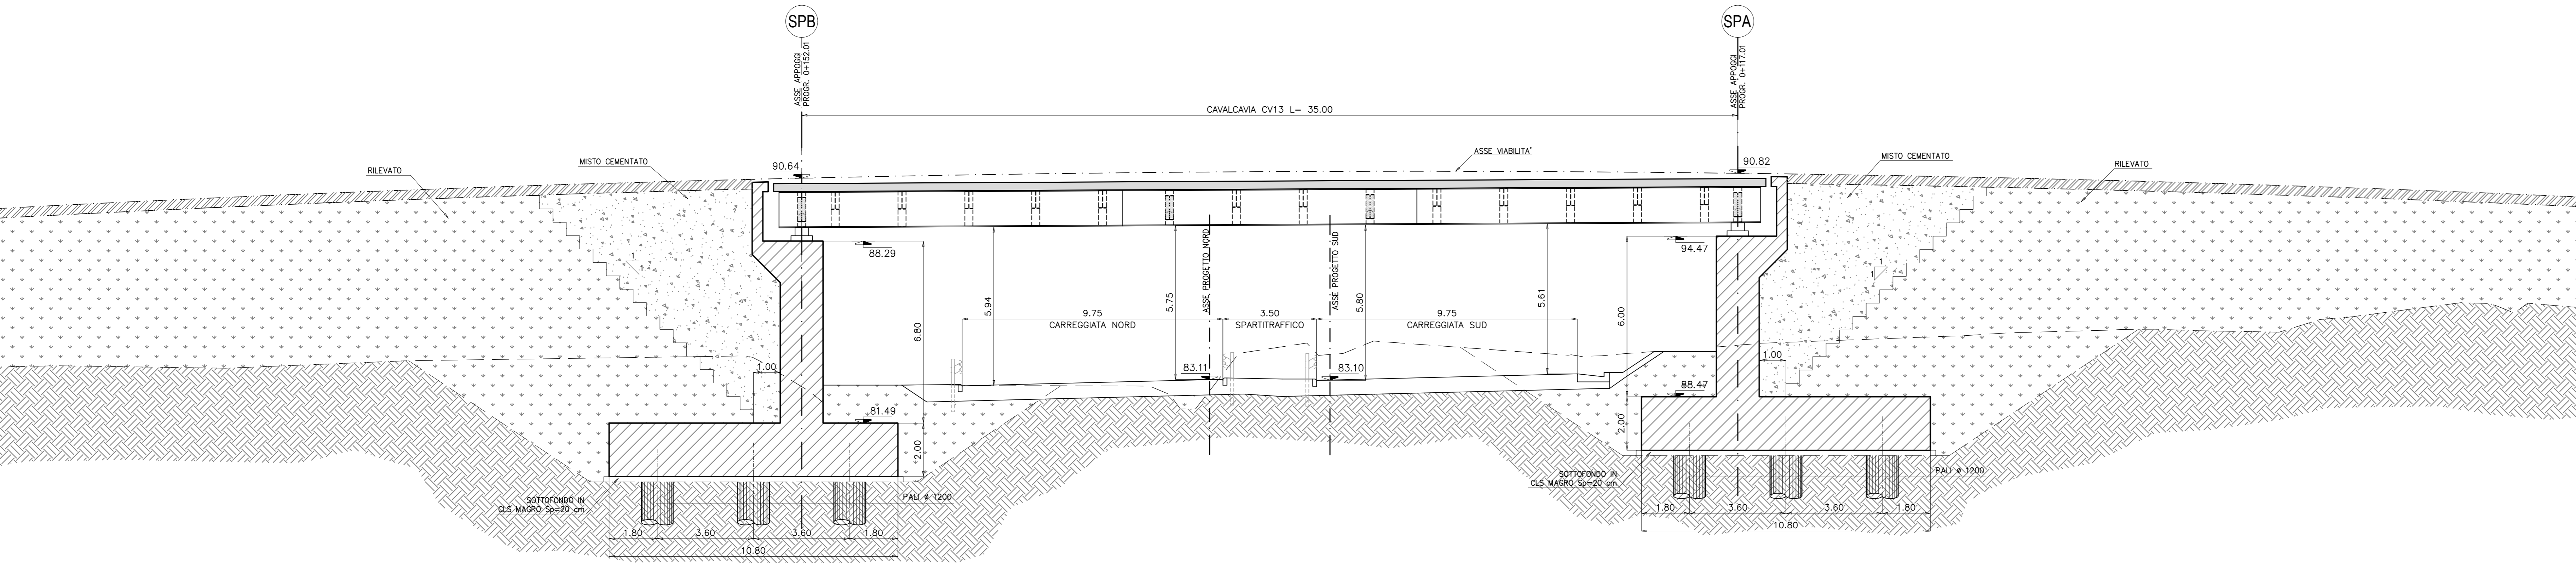 SPB
SPA
ASSE APPOGGI
PROGR. 0+152.01
ASSE APPOGGI
PROGR. 0+117.01
CAVALCAVIA CV13 L= 35.00
ASSE VIABILITA'
RILEVATO
MISTO CEMENTATO
90.64
90.82
MISTO CEMENTATO
RILEVATO
88.29
94.47
1
1
1
1
6.80
5.94
5.75
ASSE PROGETTO NORD
ASSE PROGETTO SUD
5.80
5.61
6.00
9.75
CARREGGIATA NORD
3.50
SPARTITRAFFICO
9.75
CARREGGIATA SUD
1.00
83.11
83.10
1.00
81.49
88.47
2.00
2.00
SOTTOFONDO IN
CLS MAGRO Sp=20 cm
PALI ø 1200
SOTTOFONDO IN
CLS MAGRO Sp=20 cm
PALI ø 1200
1.80
3.60
3.60
1.80
10.80
1.80
3.60
3.60
1.80
10.80